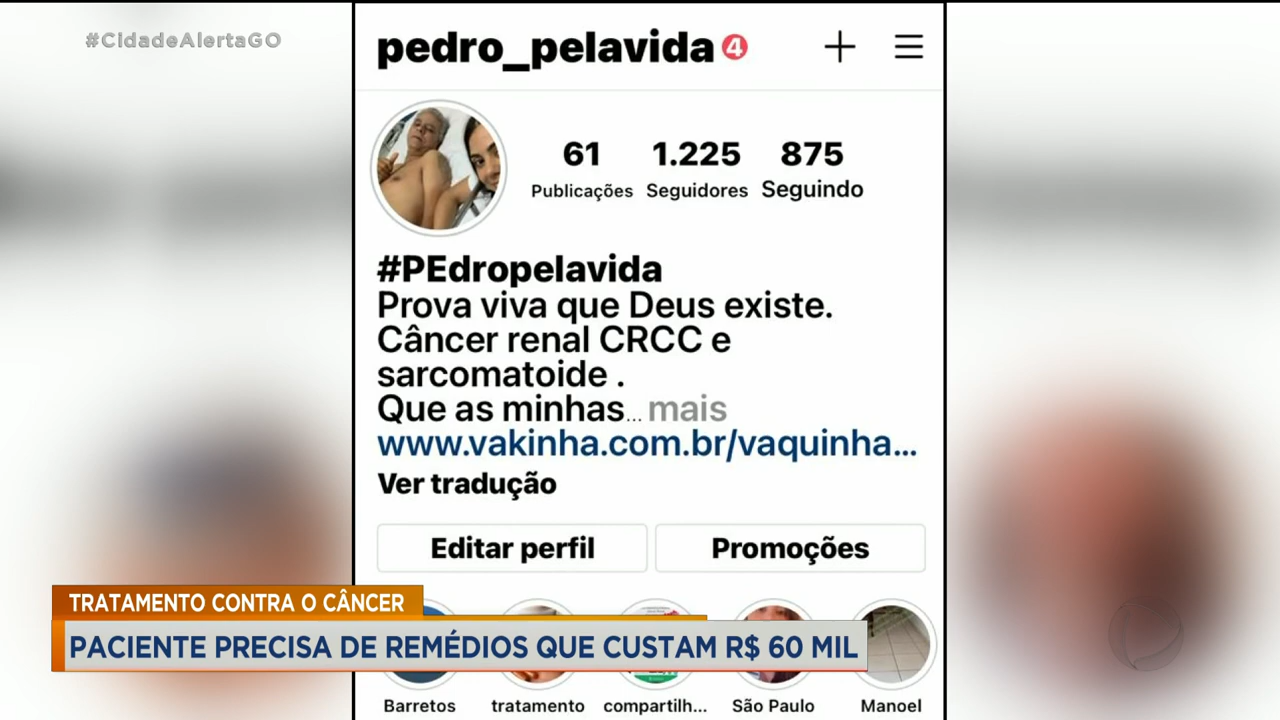 #CidadeAlertaGO
pedro_pelavida 4
61 1.225 875
Publicações Seguidores Seguindo
#PEdropelavida
Prova viva que Deus existe.
Câncer renal CRCC e
sarcomatoide .
Que as minhas... mais
www.vakinha.com.br/vaquinha...
Ver tradução
Editar perfil Promoções
TRATAMENTO CONTRA O CÂNCER
PACIENTE PRECISA DE REMÉDIOS QUE CUSTAM R$ 60 MIL
Barretos tratamento compartilh... São Paulo Manoel